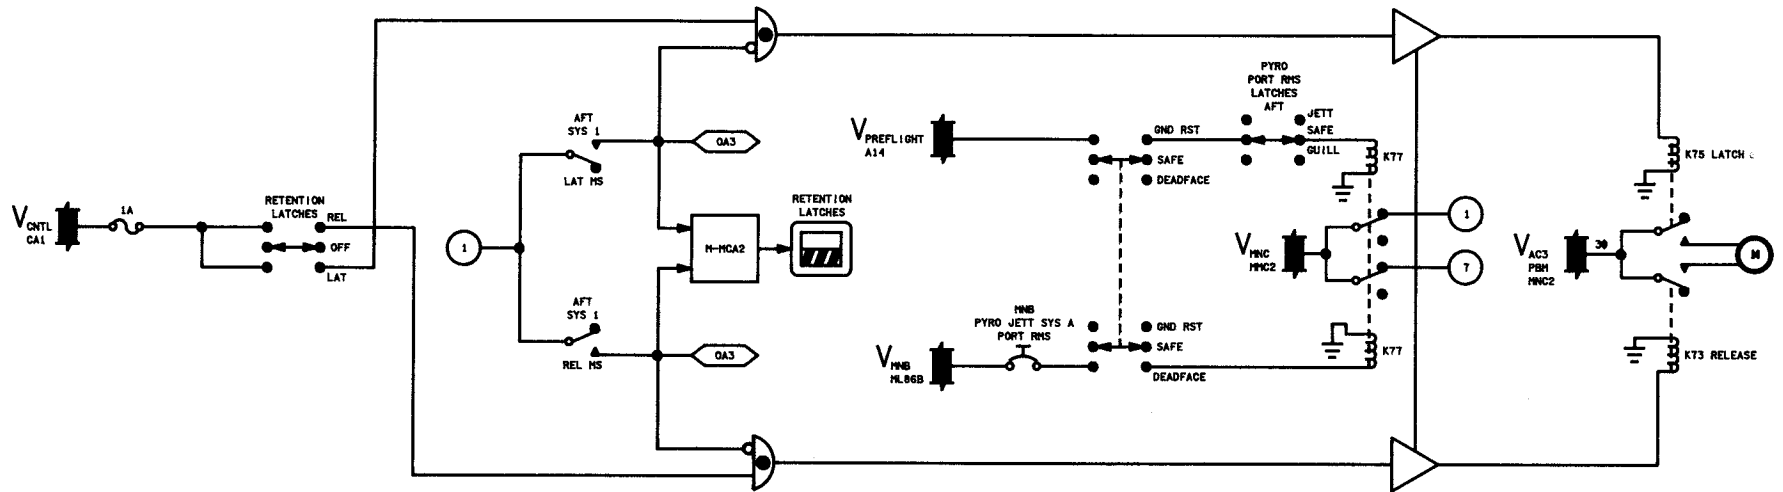 V CNTL
CA1
1A
RETENTION
LATCHES
REL
OFF
LAT
1
AFT
SYS 1
LAT MS
OA3
M-MCA2
RETENTION
LATCHES
AFT
SYS 1
REL MS
OA3
V PREFLIGHT
A14
GND RST
SAFE
DEADFACE
PYRO
PORT RMS
LATCHES
AFT
JETT
SAFE
GUILL
K77
V MNC
MMC2
1
7
V MNB
ML86B
MNB
PYRO JETT SYS A
PORT RMS
GND RST
SAFE
DEADFACE
K77
K75 LATCH
V AC3
PBM
MNC2
3Φ
M
K73 RELEASE